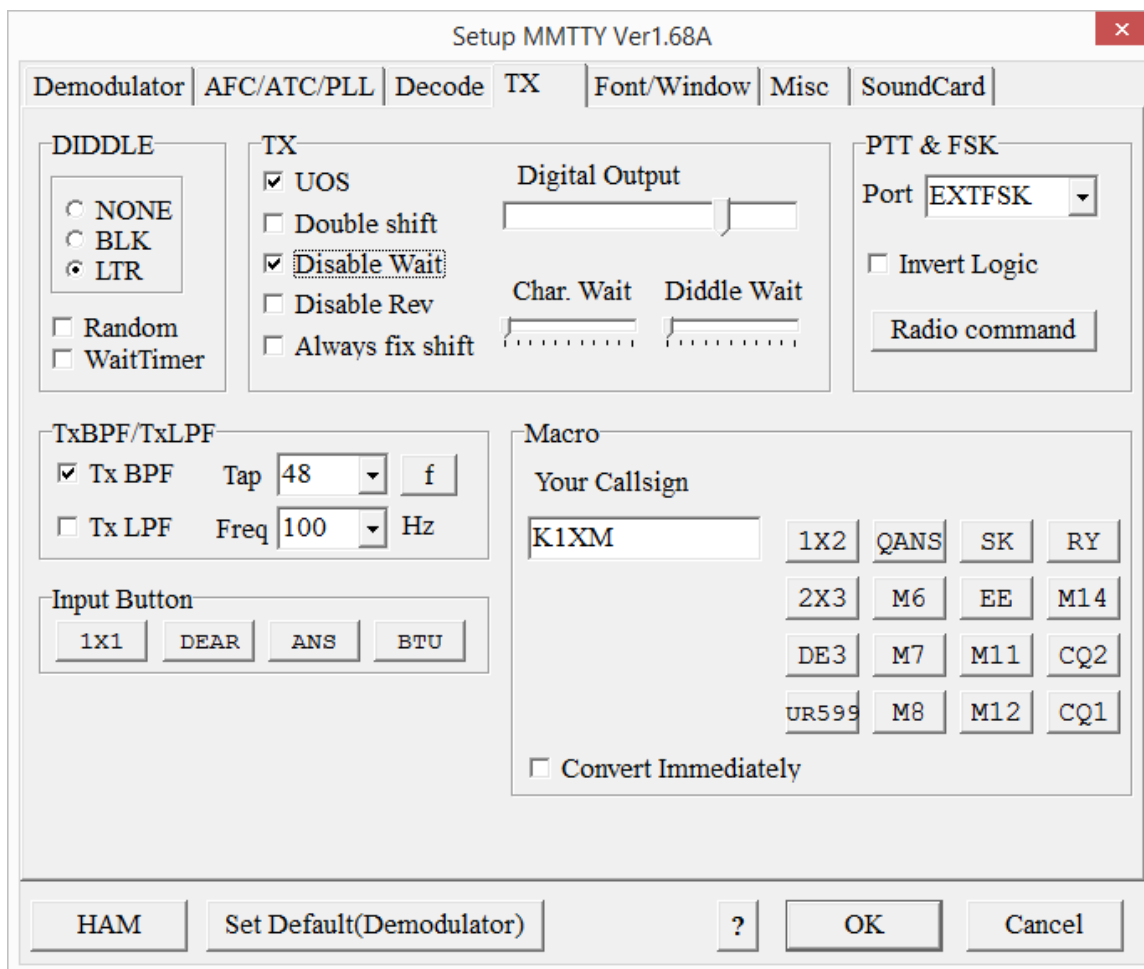 Setup MMTTY Ver1.68A
Demodulator AFC/ATC/PLL Decode TX Font/Window Misc SoundCard
DIDDLE
NONE
BLK
LTR
Random
WaitTimer
TX
UOS
Double shift
Disable Wait
Disable Rev
Always fix shift
Digital Output
Char. Wait Diddle Wait
PTT & FSK
Port EXTFSK
Invert Logic
Radio command
TxBPF/TxLPF
Tx BPF Tap 48 f
Tx LPF Freq 100 Hz
Input Button
1X1 DEAR ANS BTU
Macro
Your Callsign
K1XM
1X2 QANS SK RY
2X3 M6 EE M14
DE3 M7 M11 CQ2
UR599 M8 M12 CQ1
Convert Immediately
HAM Set Default(Demodulator) ? OK Cancel